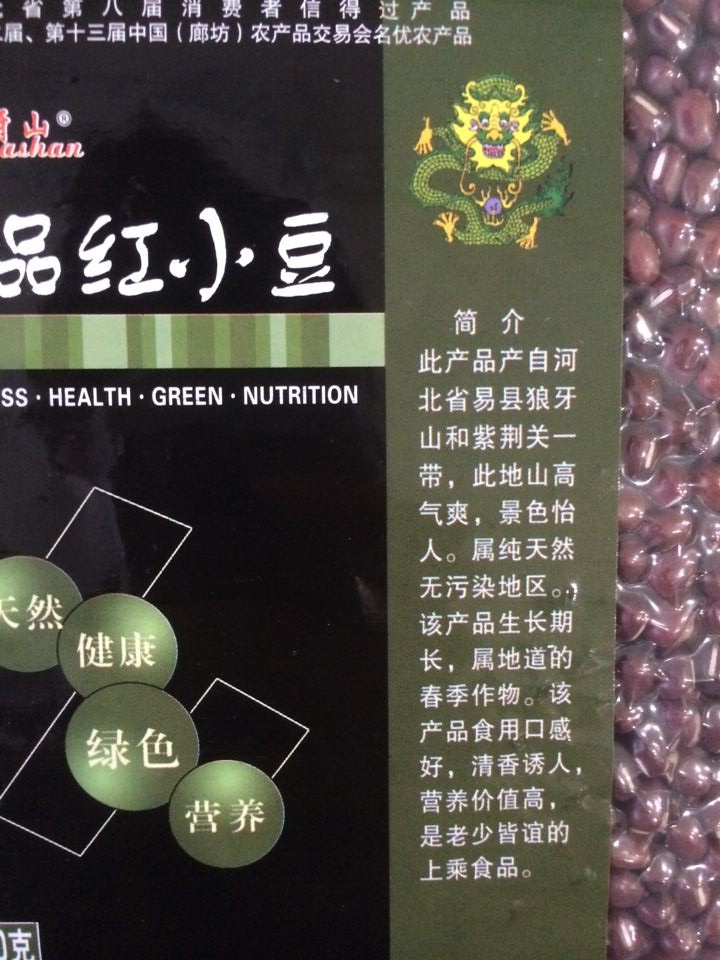 省第八届消费者信得过产品
届、第十三届中国（廊坊）农产品交易会名优农产品
山®
ashan
品红小豆
SS · HEALTH · GREEN · NUTRITION
天然
健康
绿色
营养
0克
简介
此产品产自河
北省易县狼牙
山和紫荆关一
带，此地山高
气爽，景色怡
人。属纯天然
无污染地区。
该产品生长期
长，属地道的
春季作物。该
产品食用口感
好，清香诱人，
营养价值高，
是老少皆谊的
上乘食品。